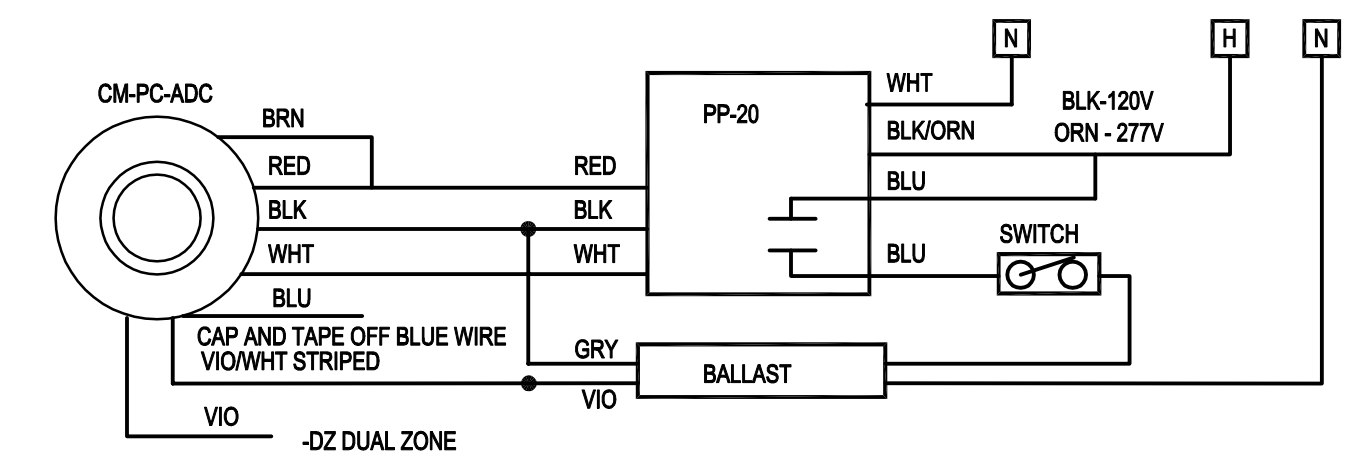 N
H
N
CM-PC-ADC
BRN
RED
BLK
WHT
BLU
CAP AND TAPE OFF BLUE WIRE
VIO/WHT STRIPED
VIO
-DZ DUAL ZONE
RED
BLK
WHT
GRY
VIO
PP-20
BALLAST
WHT
BLK/ORN
BLU
BLU
BLK-120V
ORN - 277V
SWITCH